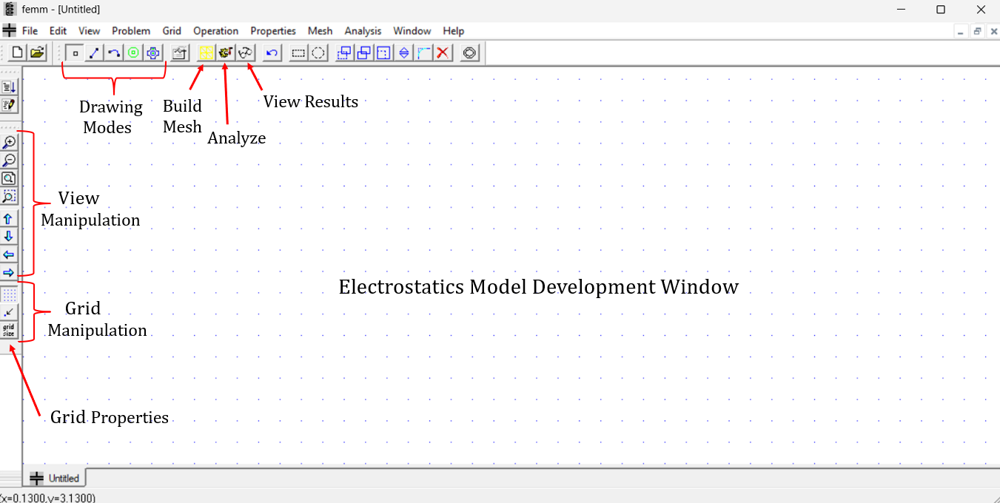 femm - [Untitled]
File Edit View Problem Grid Operation Properties Mesh Analysis Window Help
Drawing
Modes
Build
Mesh
Analyze
View Results
View
Manipulation
Electrostatics Model Development Window
Grid
Manipulation
grid
size
Grid Properties
Untitled
(x=0.1300,y=3.1300)